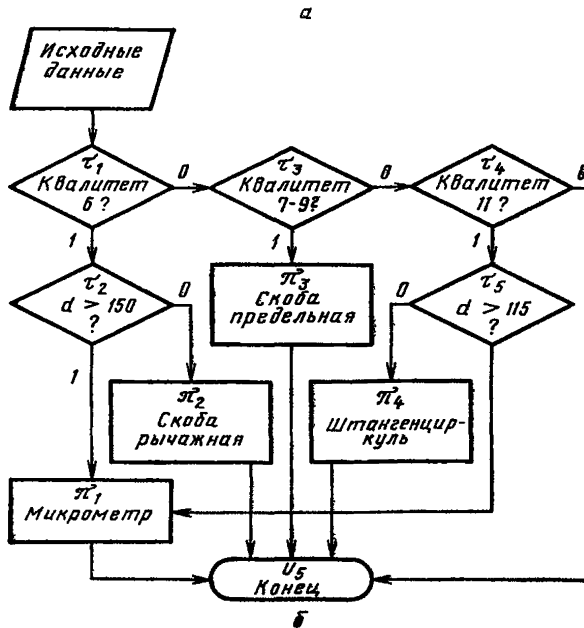 а
Исходные
данные
τ1
Квалитет
6 ?
0
τ3
Квалитет
7-9?
0
τ4
Квалитет
11 ?
0
1
1
1
τ2
d > 150
?
0
π3
Скоба
предельная
0
τ5
d > 115
?
1
π2
Скоба
рычажная
π4
Штангенцир-
куль
π1
Микрометр
υ5
Конец
б